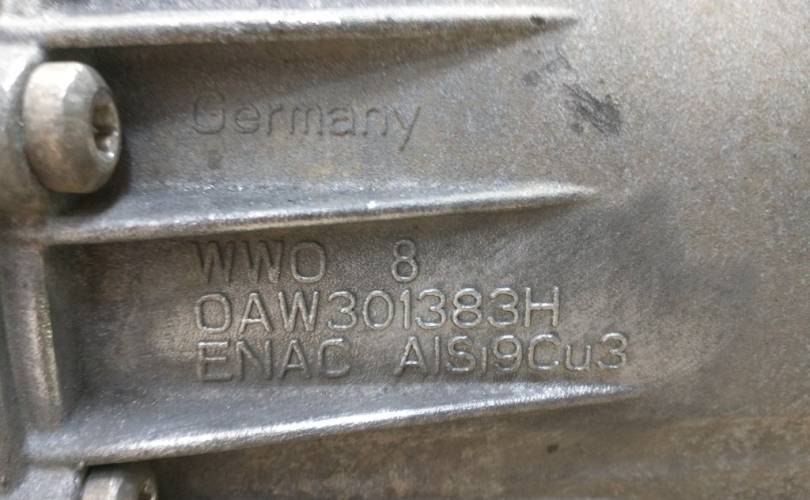 Germany
WWO 8
0AW301383H
ENAC AlSi9Cu3